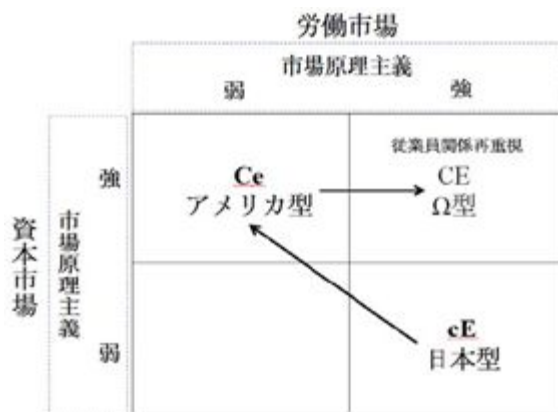 労働市場
市場原理主義
弱
強
資本市場
市場原理主義
強
弱
Ce
アメリカ型
従業員関係再重視
CE
Ω型
cE
日本型